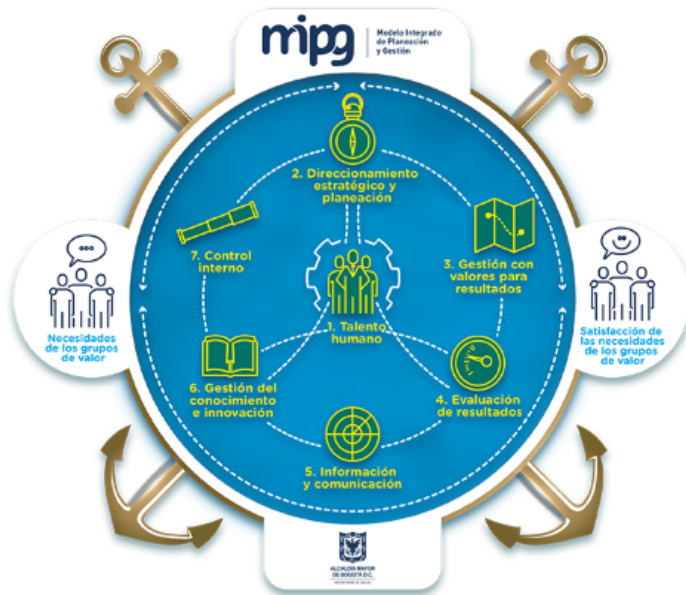 mipg
Modelo Integrado
de Planeación
y Gestión
2. Direccionamiento
estratégico y
planeación
7. Control
interno
3. Gestión con
valores para
resultados
1. Talento
humano
Necesidades
de los grupos
de valor
Satisfacción de
las necesidades
de los grupos
de valor
6. Gestión del
conocimiento
e innovación
4. Evaluación
de resultados
5. Información
y comunicación
ALCALDÍA MAYOR
DE BOGOTÁ D.C.